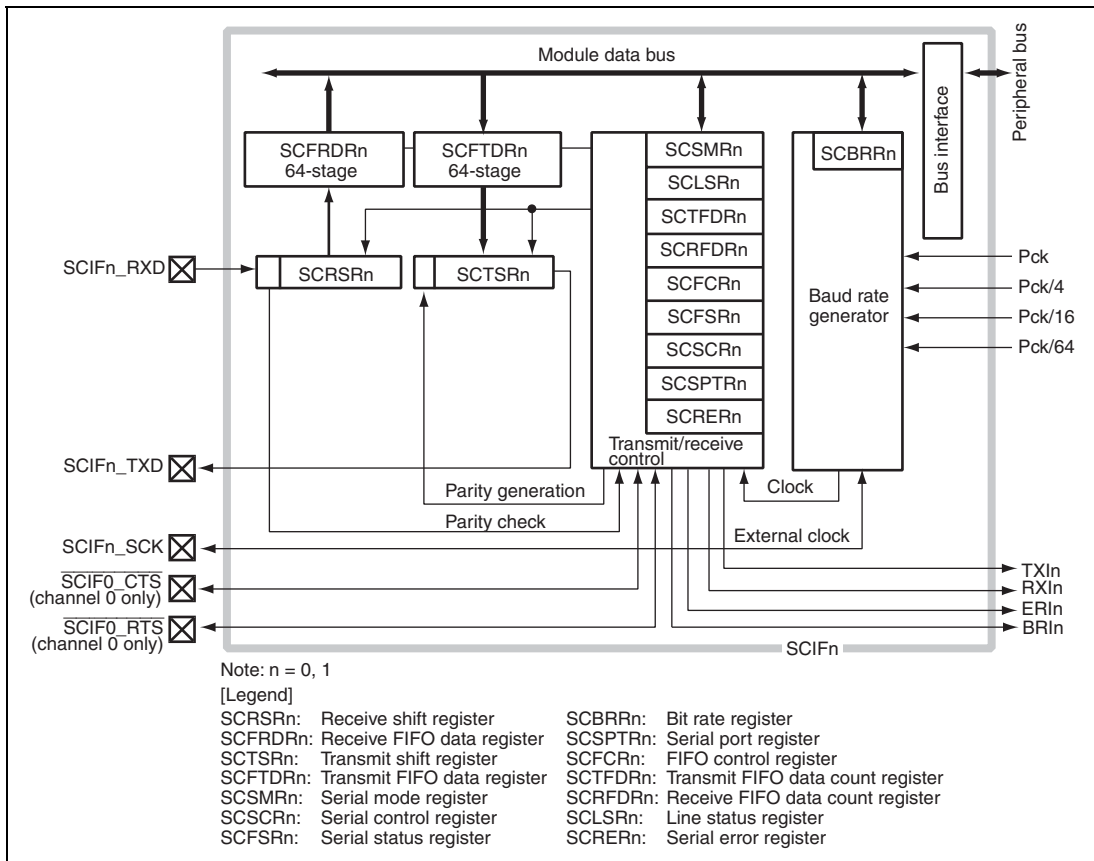 Module data bus
Bus interface
Peripheral bus
SCFRDRn
64-stage
SCFTDRn
64-stage
SCSMRn
SCLSRn
SCTFDRn
SCRFDRn
SCFCRn
SCFSRn
SCSCRn
SCSPTRn
SCRERn
Transmit/receive
control
SCBRRn
Baud rate
generator
SCIFn_RXD
SCRSRn
SCTSRn
Pck
Pck/4
Pck/16
Pck/64
SCIFn_TXD
Parity generation
Parity check
Clock
External clock
SCIFn_SCK
SCIF0_CTS
(channel 0 only)
SCIF0_RTS
(channel 0 only)
TXIn
RXIn
ERIn
BRIn
SCIFn
Note: n = 0, 1
[Legend]
SCRSRn: Receive shift register
SCFRDRn: Receive FIFO data register
SCTSRn: Transmit shift register
SCFTDRn: Transmit FIFO data register
SCSMRn: Serial mode register
SCSCRn: Serial control register
SCFSRn: Serial status register
SCBRRn: Bit rate register
SCSPTRn: Serial port register
SCFCRn: FIFO control register
SCTFDRn: Transmit FIFO data count register
SCRFDRn: Receive FIFO data count register
SCLSRn: Line status register
SCRERn: Serial error register